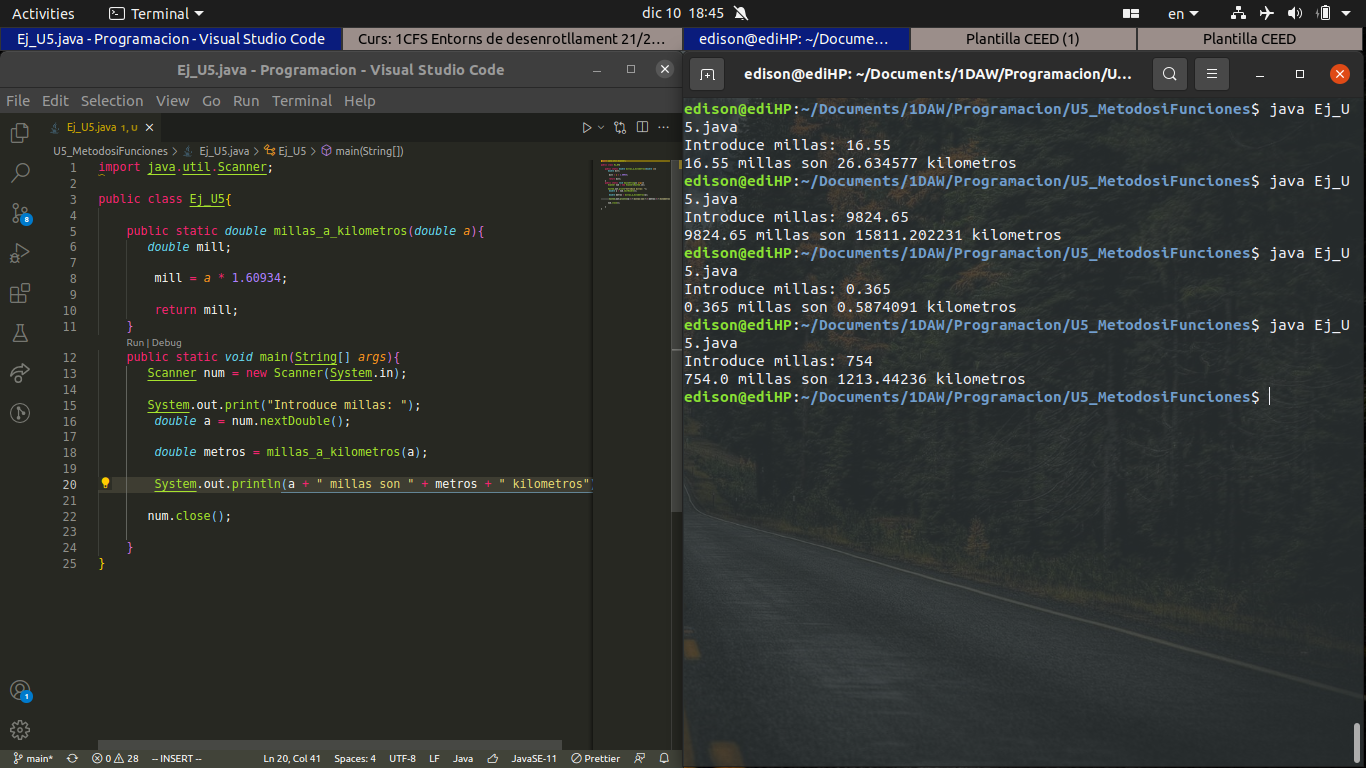 Activities Terminal dic 10 18:45 en
Ej_U5.java - Programacion - Visual Studio Code Curs: 1CFS Entorns de desenrotllament 21/2... edison@ediHP: ~/Docume... Plantilla CEED (1) Plantilla CEED
Ej_U5.java - Programacion - Visual Studio Code
File Edit Selection View Go Run Terminal Help
Ej_U5.java 1, U
U5_MetodosiFunciones > Ej_U5.java > Ej_U5 > main(String[])
1 import java.util.Scanner;
2
3 public class Ej_U5{
4
5 public static double millas_a_kilometros(double a){
6 double mill;
7
8 mill = a * 1.60934;
9
10 return mill;
11 }
Run | Debug
12 public static void main(String[] args){
13 Scanner num = new Scanner(System.in);
14
15 System.out.print("Introduce millas: ");
16 double a = num.nextDouble();
17
18 double metros = millas_a_kilometros(a);
19
20 System.out.println(a + " millas son " + metros + " kilometros"
21
22 num.close();
23
24 }
25 }
8
1
main* 0 28 -- INSERT -- Ln 20, Col 41 Spaces: 4 UTF-8 LF Java JavaSE-11 Prettier
edison@ediHP: ~/Documents/1DAW/Programacion/U...
edison@ediHP:~/Documents/1DAW/Programacion/U5_MetodosiFunciones$ java Ej_U
5.java
Introduce millas: 16.55
16.55 millas son 26.634577 kilometros
edison@ediHP:~/Documents/1DAW/Programacion/U5_MetodosiFunciones$ java Ej_U
5.java
Introduce millas: 9824.65
9824.65 millas son 15811.202231 kilometros
edison@ediHP:~/Documents/1DAW/Programacion/U5_MetodosiFunciones$ java Ej_U
5.java
Introduce millas: 0.365
0.365 millas son 0.5874091 kilometros
edison@ediHP:~/Documents/1DAW/Programacion/U5_MetodosiFunciones$ java Ej_U
5.java
Introduce millas: 754
754.0 millas son 1213.44236 kilometros
edison@ediHP:~/Documents/1DAW/Programacion/U5_MetodosiFunciones$